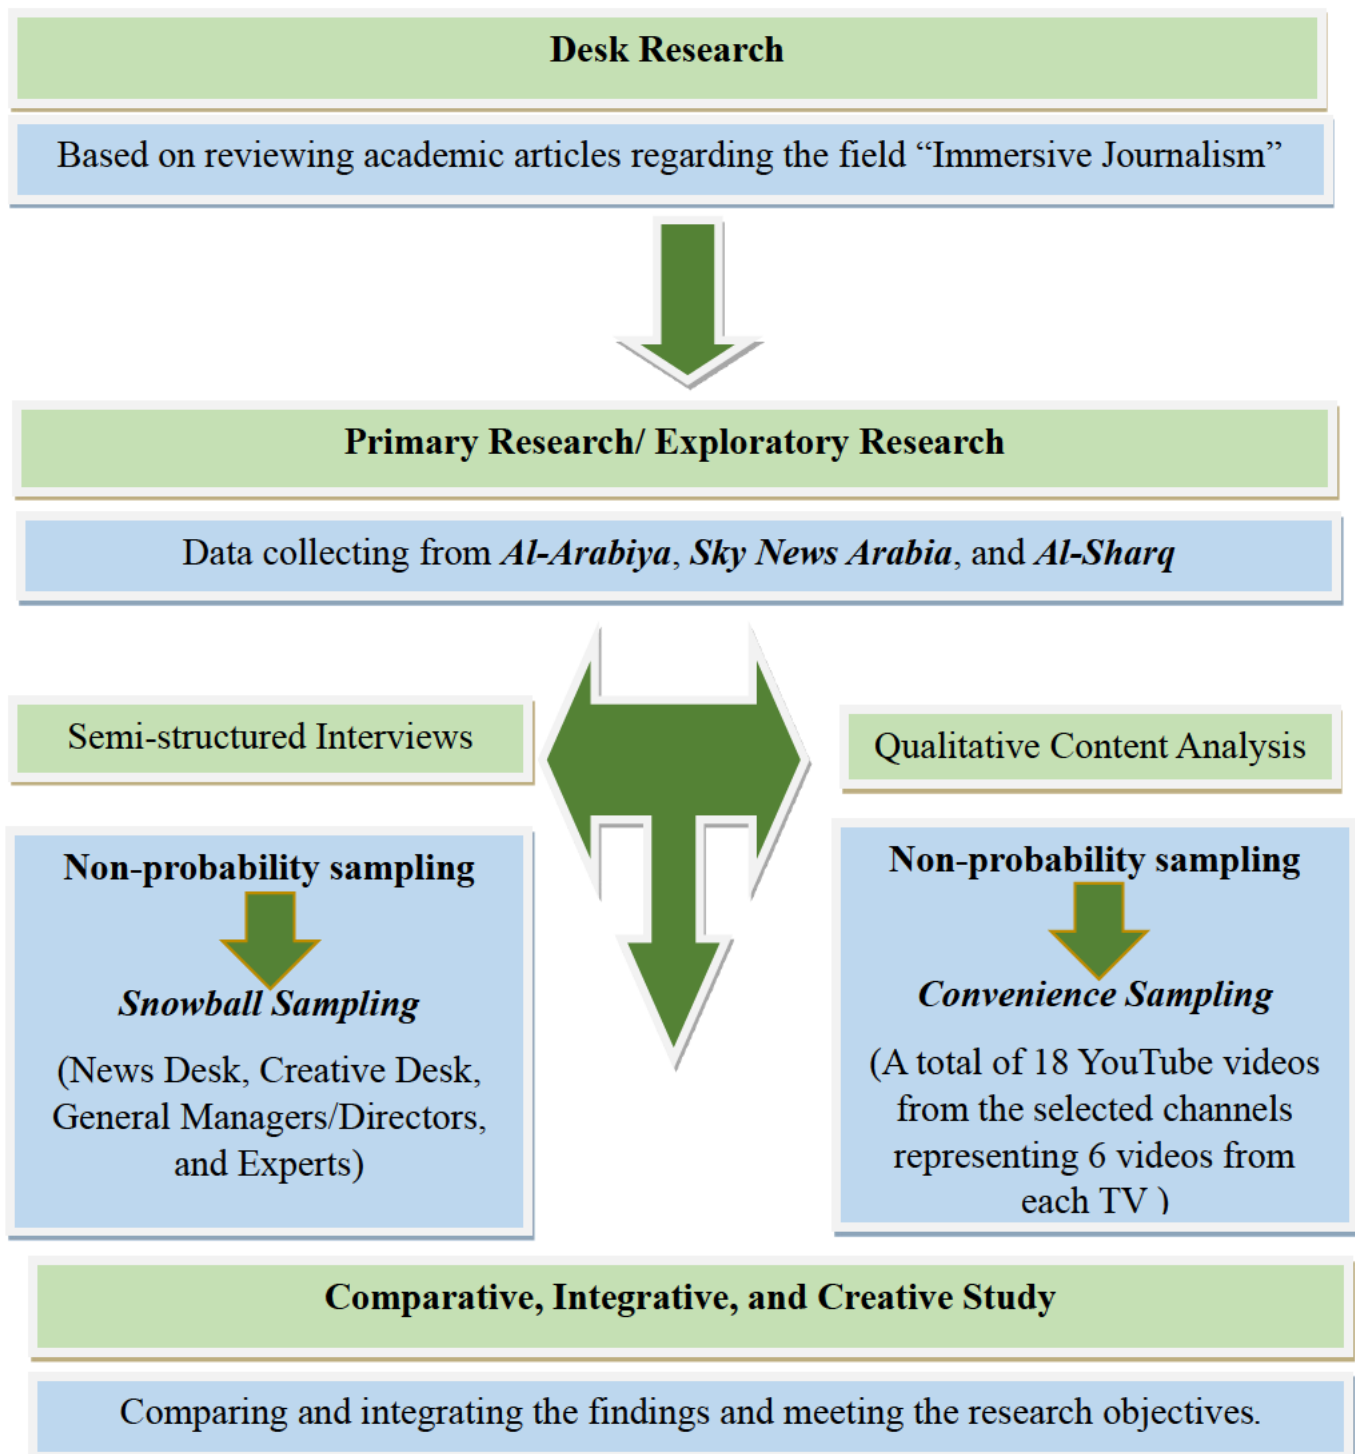 Desk Research
Based on reviewing academic articles regarding the field “Immersive Journalism”
Primary Research/ Exploratory Research
Data collecting from Al-Arabiya, Sky News Arabia, and Al-Sharq
Semi-structured Interviews
Non-probability sampling
Snowball Sampling
(News Desk, Creative Desk,
General Managers/Directors,
and Experts)
Qualitative Content Analysis
Non-probability sampling
Convenience Sampling
(A total of 18 YouTube videos
from the selected channels
representing 6 videos from
each TV )
Comparative, Integrative, and Creative Study
Comparing and integrating the findings and meeting the research objectives.